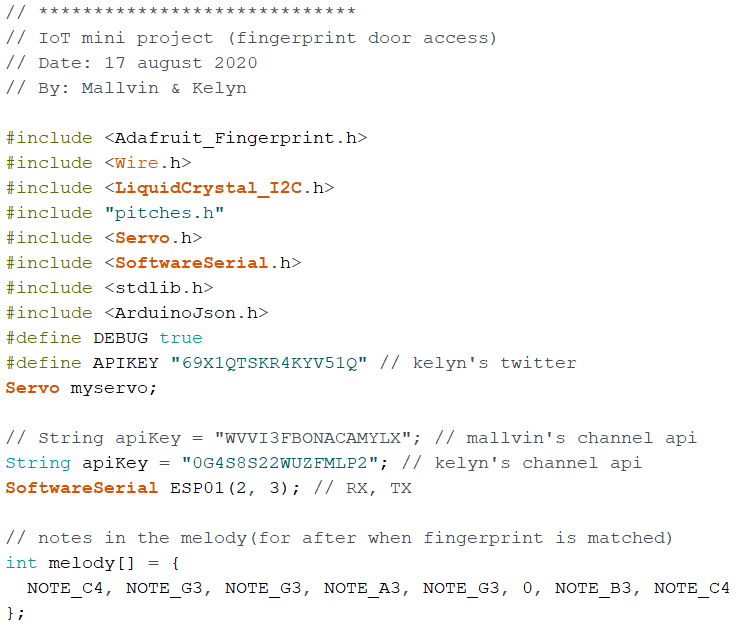 // *****************************
// IoT mini project (fingerprint door access)
// Date: 17 august 2020
// By: Mallvin & Kelyn
#include <Adafruit_Fingerprint.h>
#include <Wire.h>
#include <LiquidCrystal_I2C.h>
#include "pitches.h"
#include <Servo.h>
#include <SoftwareSerial.h>
#include <stdlib.h>
#include <ArduinoJson.h>
#define DEBUG true
#define APIKEY "69X1QTSKR4KYV51Q" // kelyn's twitter
Servo myservo;
// String apiKey = "WVVI3FBONACAMYLX"; // mallvin's channel api
String apiKey = "0G4S8S22WUZFMLP2"; // kelyn's channel api
SoftwareSerial ESP01(2, 3); // RX, TX
// notes in the melody(for after when fingerprint is matched)
int melody[] = {
  NOTE_C4, NOTE_G3, NOTE_G3, NOTE_A3, NOTE_G3, 0, NOTE_B3, NOTE_C4
};